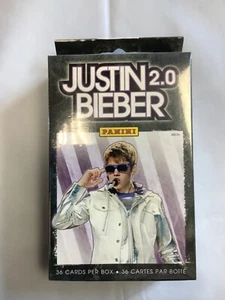 JUSTIN 2.0
BIEBER
PANINI
36 CARDS PER BOX • 36 CARTES PAR BOÎTE